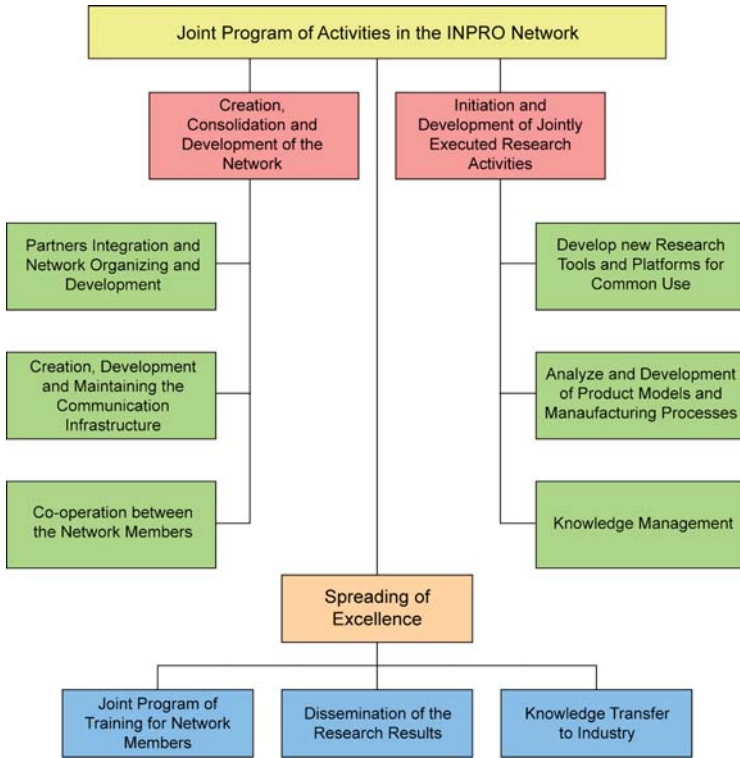 Joint Program of Activities in the INPRO Network
Creation,
Consolidation and
Development of the
Network
Initiation and
Development of Jointly
Executed Research
Activities
Partners Integration and
Network Organizing and
Development
Develop new Research
Tools and Platforms for
Common Use
Creation, Development
and Maintaining the
Communication
Infrastructure
Analyze and Development
of Product Models and
Manaufacturing Processes
Co-operation between
the Network Members
Knowledge Management
Spreading of
Excellence
Joint Program of
Training for Network
Members
Dissemination of the
Research Results
Knowledge Transfer
to Industry